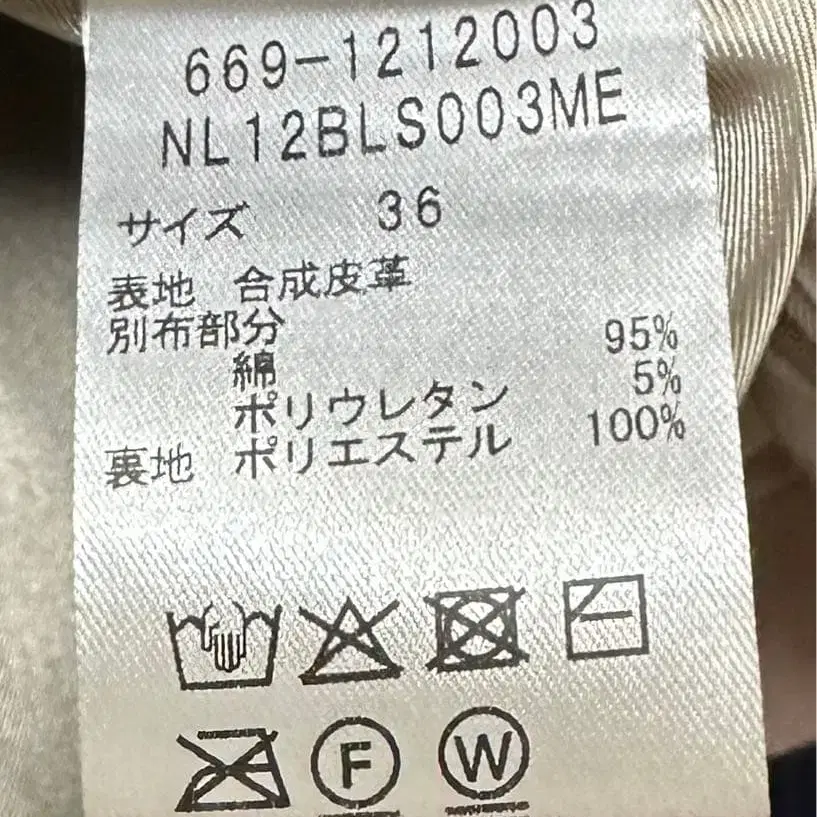 669-1212003
NL12BLS003ME
サイズ 36
表地 合成皮革
別布部分
綿 95%
ポリウレタン 5%
裏地 ポリエステル 100%
F
W